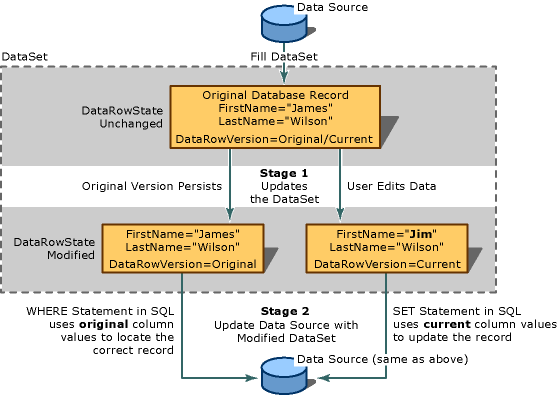 Data Source
DataSet
Fill DataSet
Original Database Record
FirstName="James"
LastName="Wilson"
DataRowVersion=Original/Current
DataRowState
Unchanged
Stage 1
Original Version Persists
Updates
the DataSet
User Edits Data
DataRowState
Modified
FirstName="James"
LastName="Wilson"
DataRowVersion=Original
FirstName="Jim"
LastName="Wilson"
DataRowVersion=Current
WHERE Statement in SQL
uses original column
values to locate the
correct record
Stage 2
Update Data Source with
Modified DataSet
SET Statement in SQL
uses current column values
to update the record
Data Source (same as above)